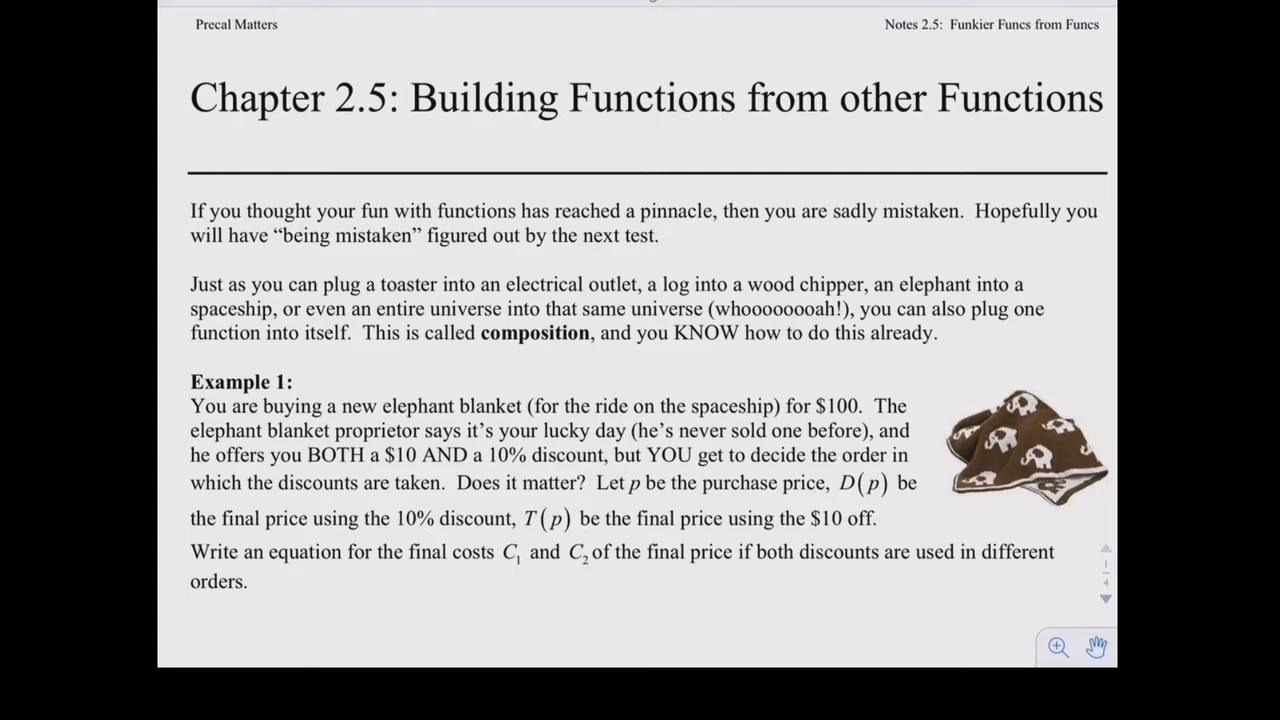 Precal Matters
Notes 2.5: Funkier Funcs from Funcs
Chapter 2.5: Building Functions from other Functions
If you thought your fun with functions has reached a pinnacle, then you are sadly mistaken. Hopefully you
will have “being mistaken” figured out by the next test.
Just as you can plug a toaster into an electrical outlet, a log into a wood chipper, an elephant into a
spaceship, or even an entire universe into that same universe (whoooooooah!), you can also plug one
function into itself. This is called composition, and you KNOW how to do this already.
Example 1:
You are buying a new elephant blanket (for the ride on the spaceship) for $100. The
elephant blanket proprietor says it’s your lucky day (he’s never sold one before), and
he offers you BOTH a $10 AND a 10% discount, but YOU get to decide the order in
which the discounts are taken. Does it matter? Let p be the purchase price, D(p) be
the final price using the 10% discount, T(p) be the final price using the $10 off.
Write an equation for the final costs C₁ and C₂ of the final price if both discounts are used in different
orders.
1
4